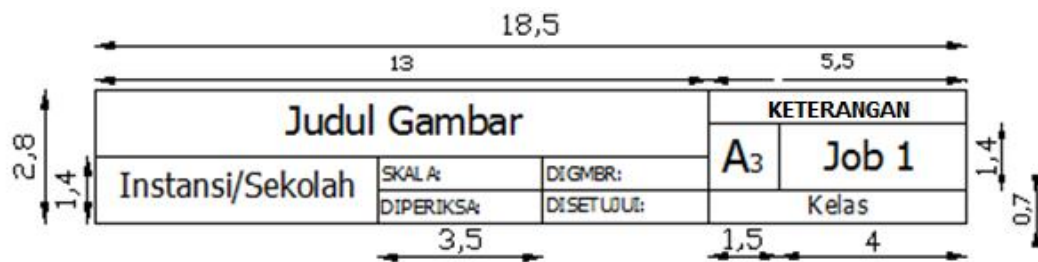 18,5
13
5,5
Judul Gambar
KETERANGAN
2,8
1,4
Instansi/Sekolah
SKALA:
DIGMBR:
DIPERIKSA:
DISETUJUI:
A3
Job 1
1,4
Kelas
0,7
3,5
1,5
4